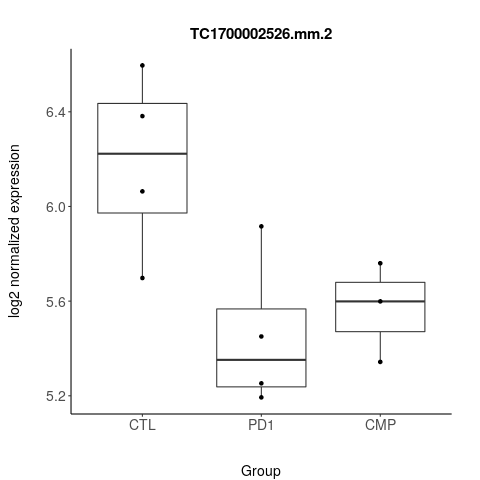 TC1700002526.mm.2
log2 normalized expression
6.4
6.0
5.6
5.2
CTL
PD1
CMP
Group